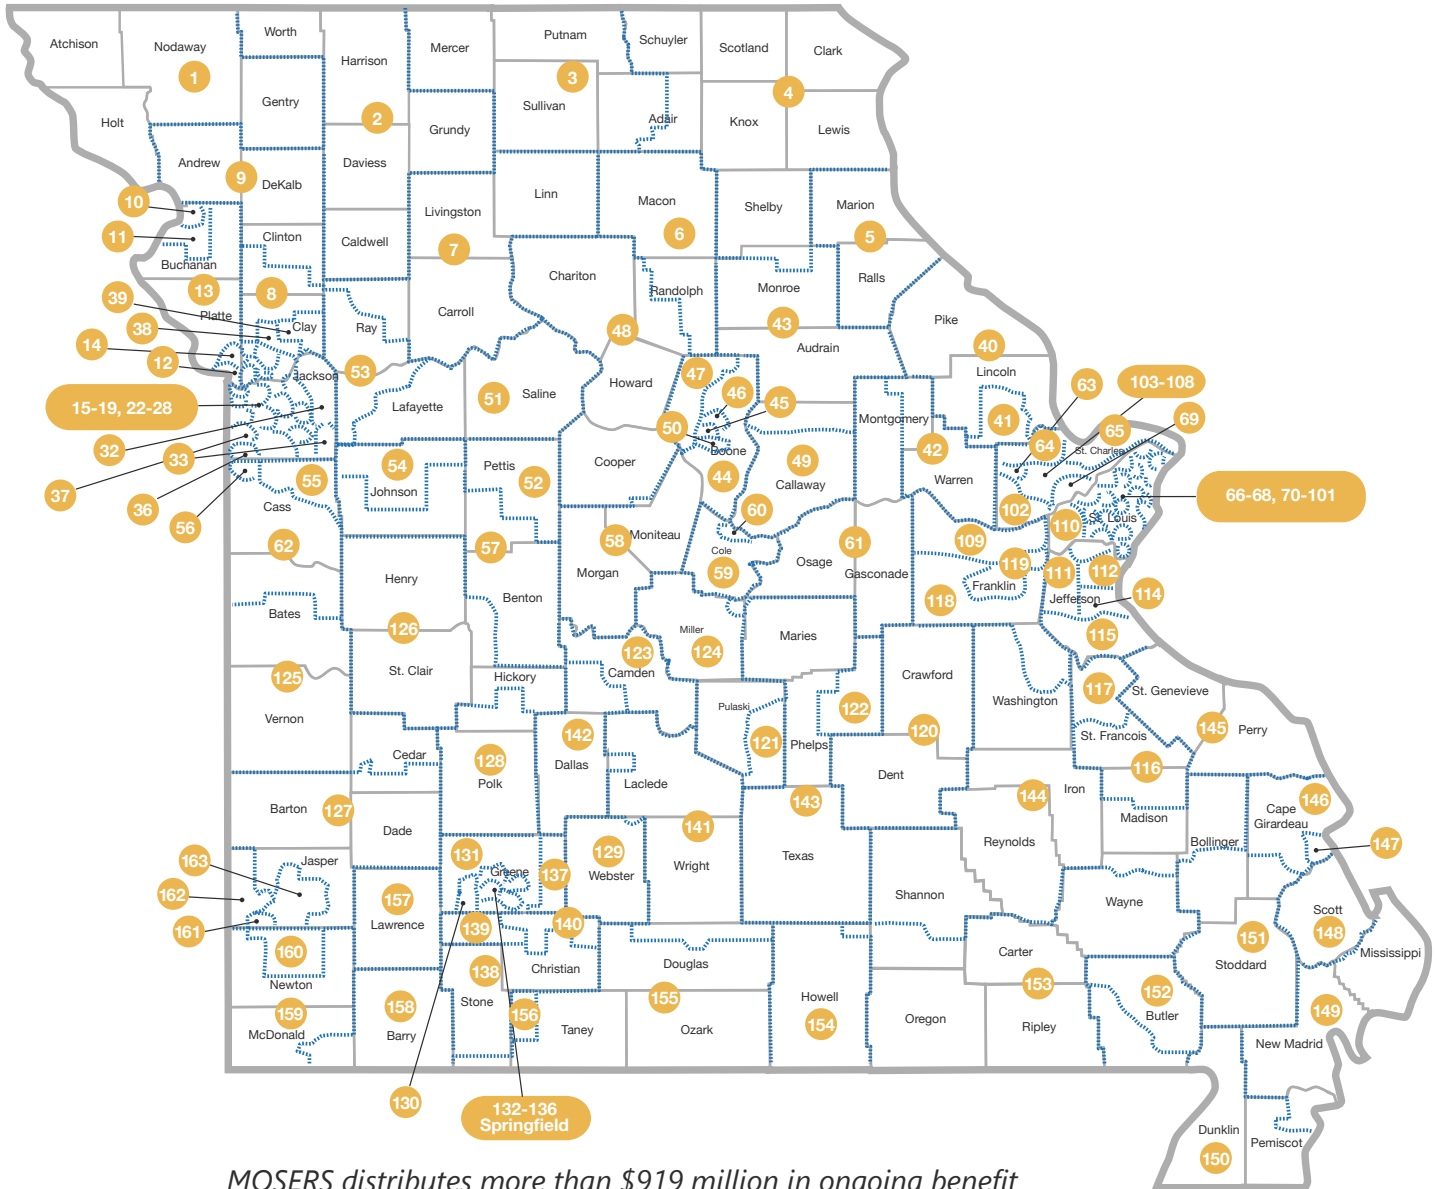 Atchison
Nodaway
Worth
Harrison
Mercer
Putnam
Schuyler
Scotland
Clark
1
Gentry
2
3
Sullivan
4
Holt
Grundy
Adair
Knox
Lewis
Andrew
9
DeKalb
Daviess
Linn
Macon
Shelby
Marion
10
11
Buchanan
Clinton
Caldwell
Livingston
7
6
5
Chariton
Randolph
Monroe
Ralls
13
8
39
38
Platte
Clay
Ray
Carroll
48
43
Audrain
Pike
14
12
Jackson
53
40
Lincoln
15-19, 22-28
Lafayette
51
Saline
Howard
47
46
45
Montgomery
41
63
103-108
32
33
37
36
56
55
Cass
54
Johnson
Pettis
52
Cooper
50
Boone
44
49
Callaway
42
Warren
64
65
69
St. Charles
102
66-68, 70-101
St. Louis
110
62
57
58
Moniteau
60
Cole
59
Osage
61
Gasconade
109
119
Franklin
118
111
112
Jefferson
114
115
Bates
Henry
Benton
Morgan
126
Miller
124
Maries
123
Camden
125
Vernon
St. Clair
Hickory
Pulaski
121
Phelps
122
Crawford
120
Washington
117
St. Genevieve
St. Francois
145
Perry
116
Cedar
128
Polk
142
Dallas
Laclede
143
Dent
144
Iron
Madison
Bollinger
Cape
Girardeau
146
147
Barton
127
Dade
141
Texas
Reynolds
163
162
161
Jasper
131
Greene
137
129
Webster
Wright
Shannon
Wayne
157
Lawrence
139
140
Scott
148
Mississippi
160
Newton
138
Stone
Christian
Douglas
Carter
151
Stoddard
159
McDonald
158
Barry
156
Taney
155
Ozark
Howell
154
Oregon
153
Ripley
152
Butler
149
New Madrid
130
132-136
Springfield
Dunklin
150
Pemiscot
MOSERS distributes more than $919 million in ongoing benefit